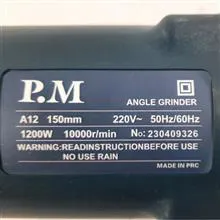 P.M
ANGLE GRINDER
A12 150mm 220V~ 50Hz/60Hz
1200W 10000r/min No:230409326
WARNING:READINSTRUCTIONBEFORE USE
NO USE RAIN
MADE IN PRC